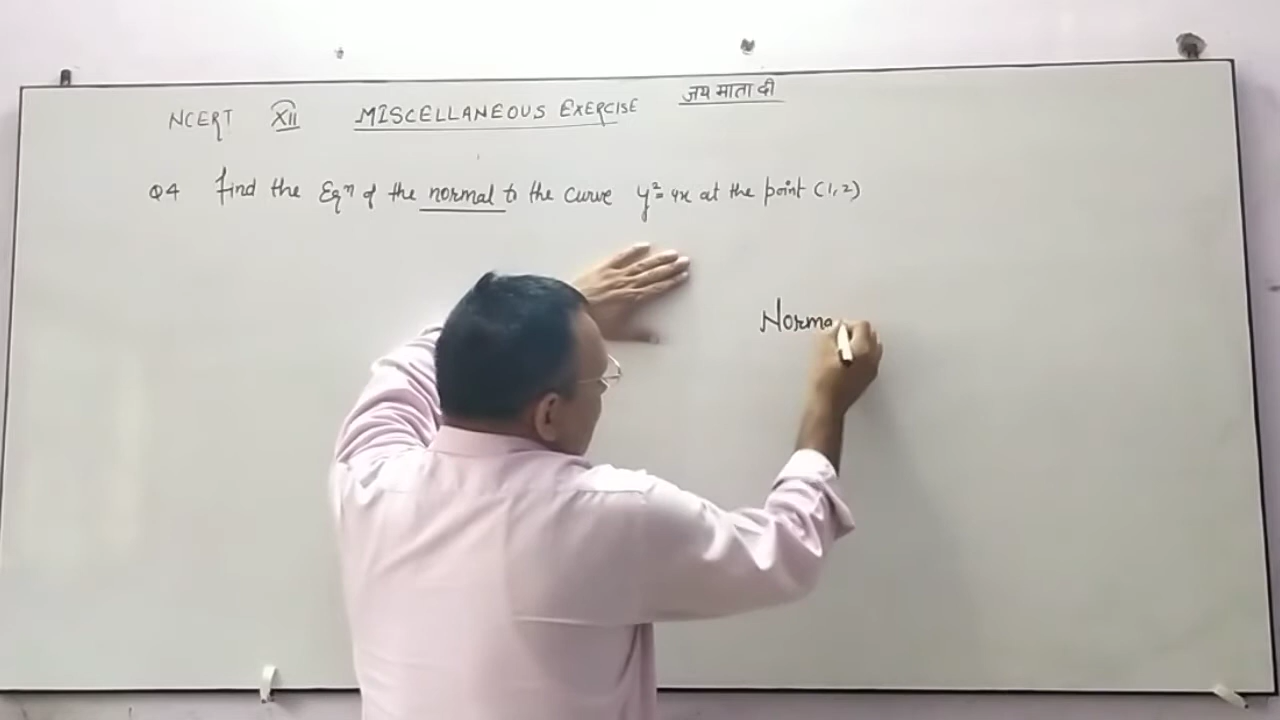 NCERT XII MISCELLANEOUS EXERCISE जय माता दी
Q4 Find the Eqⁿ of the normal to the curve y² = 4x at the point (1,2)
Norma